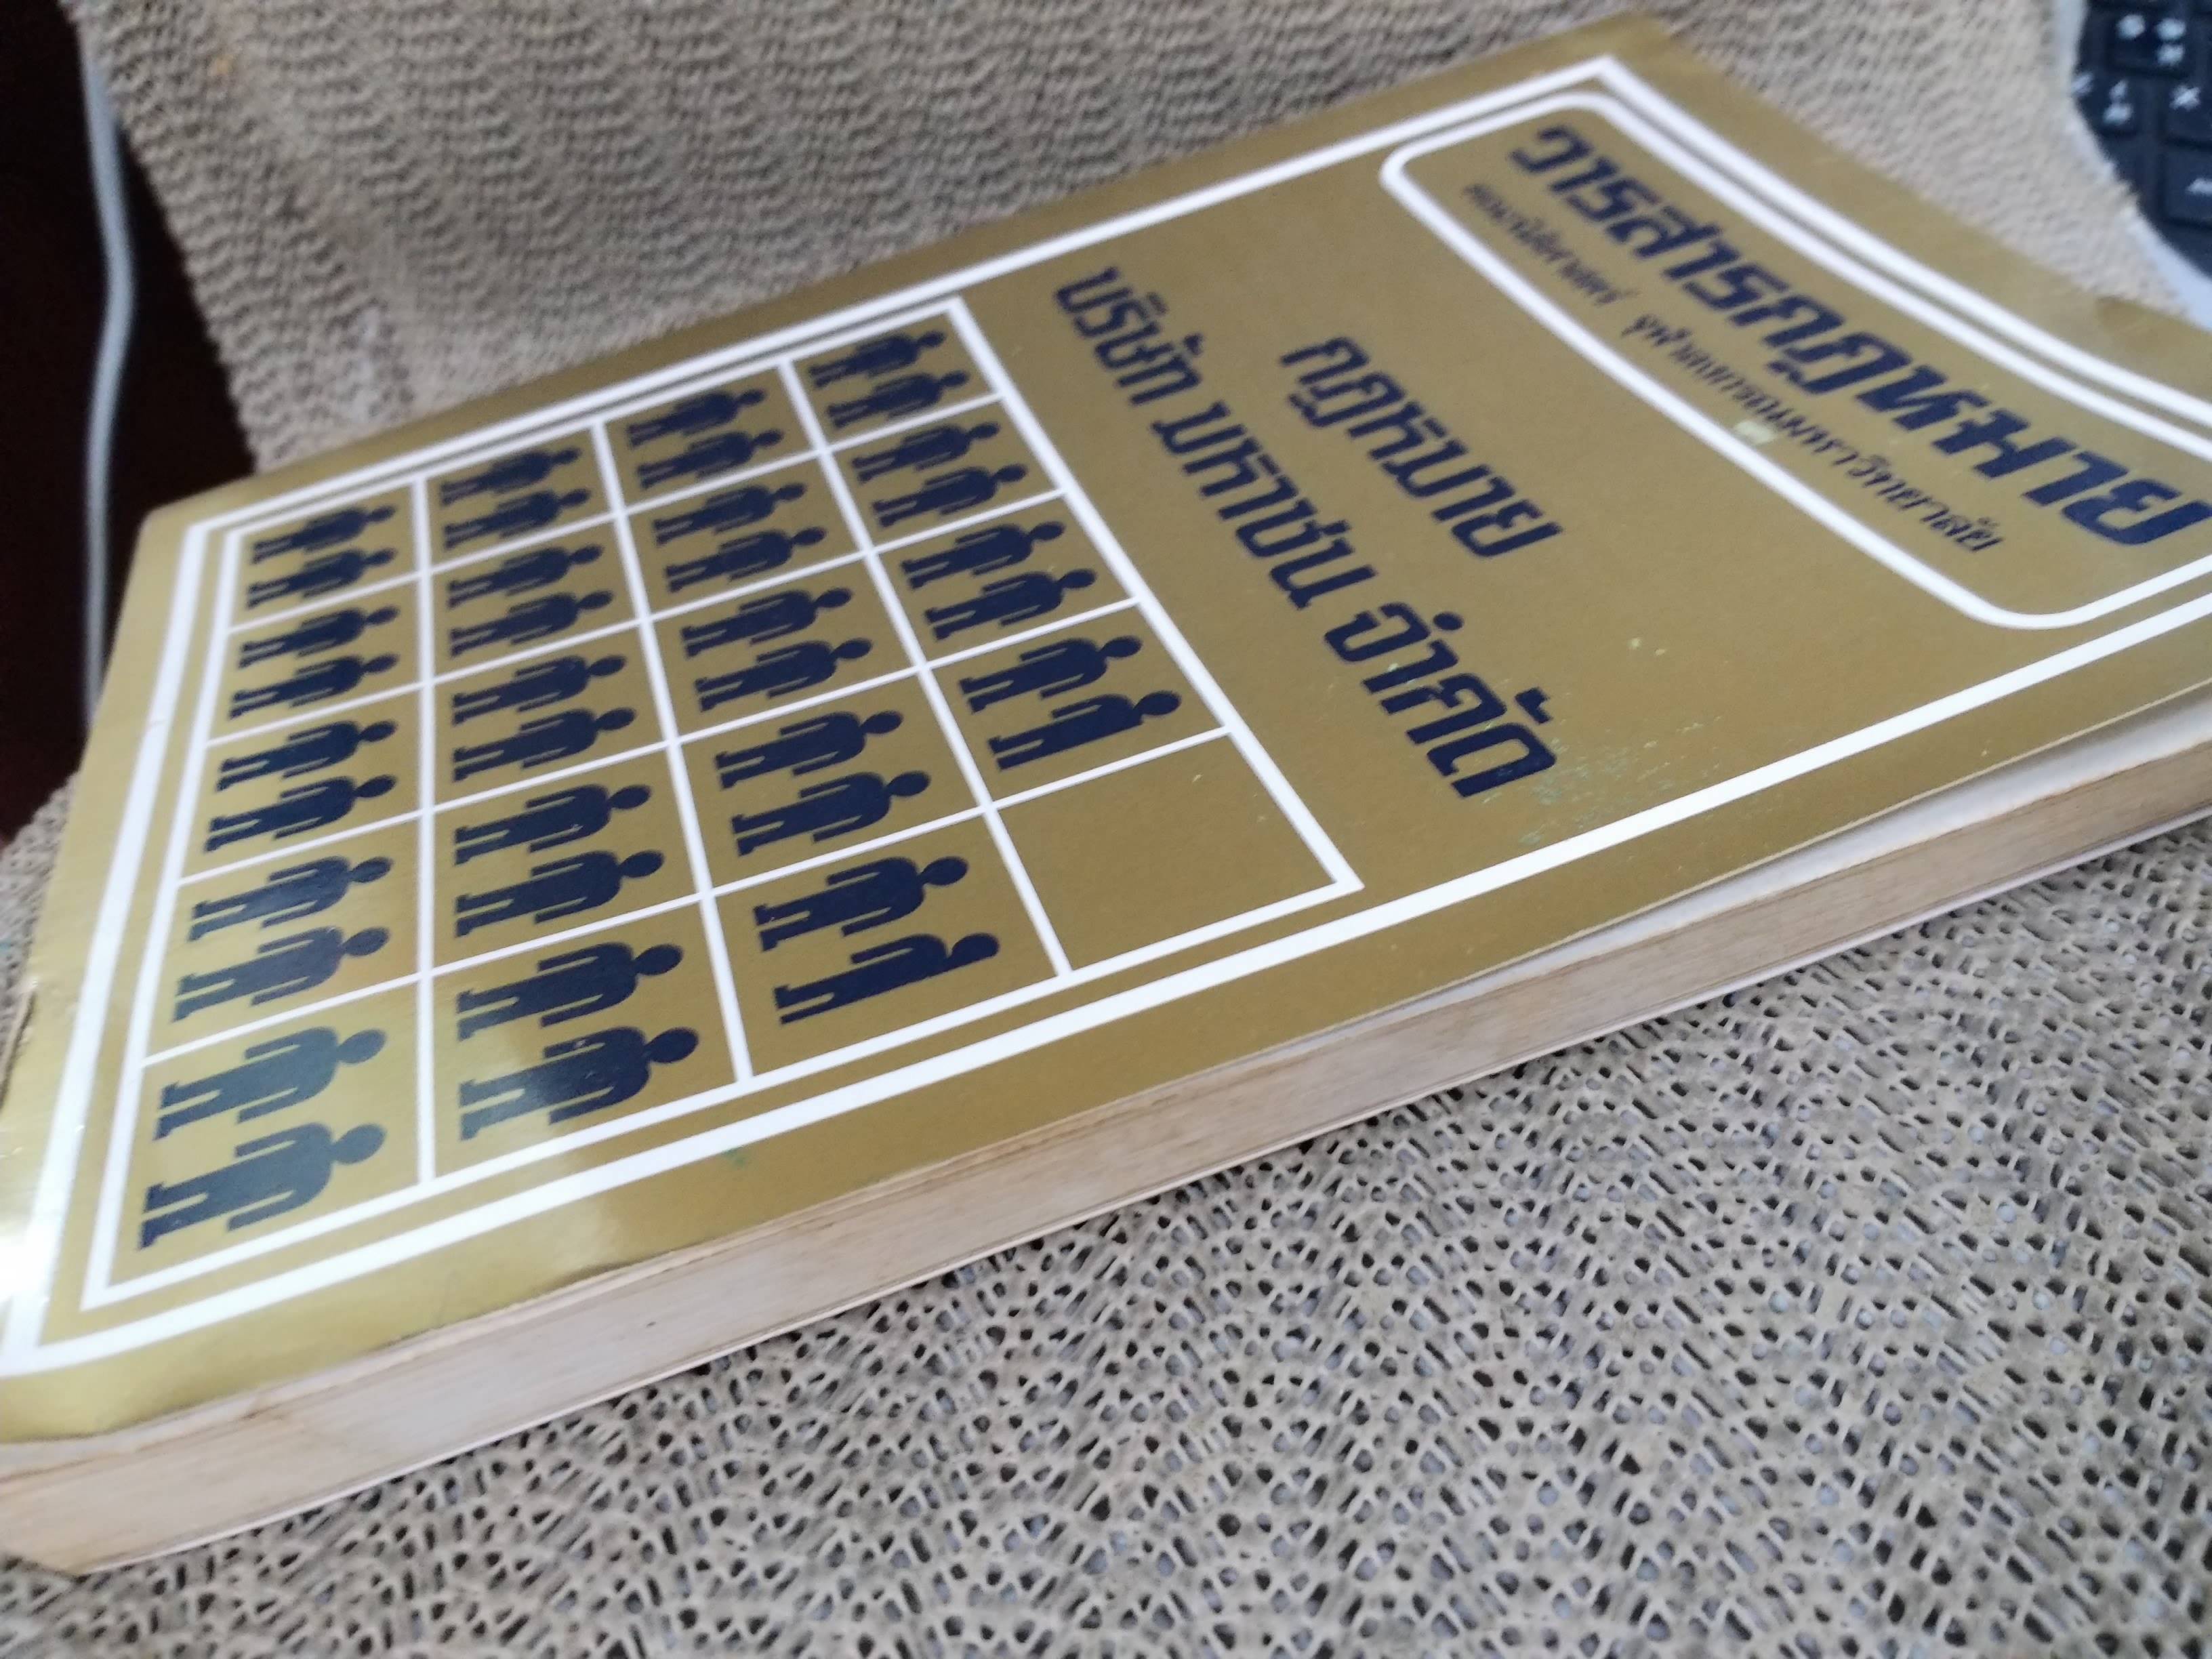 วารสารกฎหมาย
คณะนิติศาสตร์ จุฬาลงกรณมหาวิทยาลัย
กฎหมาย
บริษัท มหาชน จำกัด